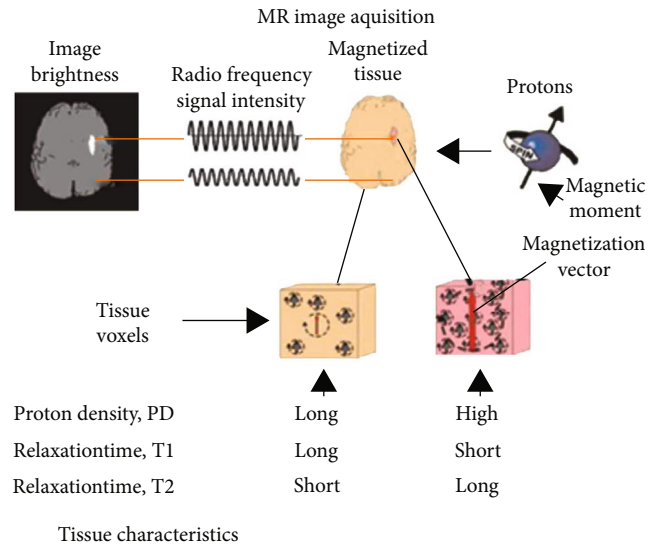 MR image aquisition
Image
brightness
Radio frequency
signal intensity
Magnetized
tissue
Protons
SPIN
Magnetic
moment
Magnetization
vector
Tissue
voxels
Proton density, PD Long High
Relaxationtime, T1 Long Short
Relaxationtime, T2 Short Long
Tissue characteristics